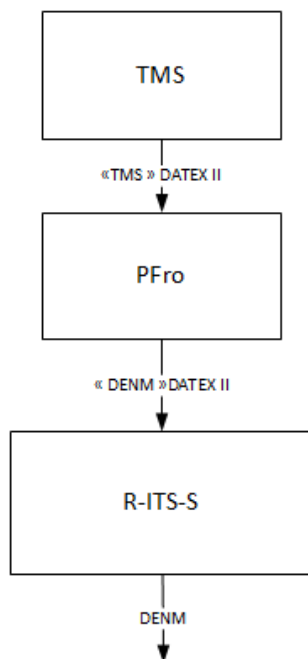 TMS
«TMS » DATEX II
PFro
« DENM »DATEX II
R-ITS-S
DENM